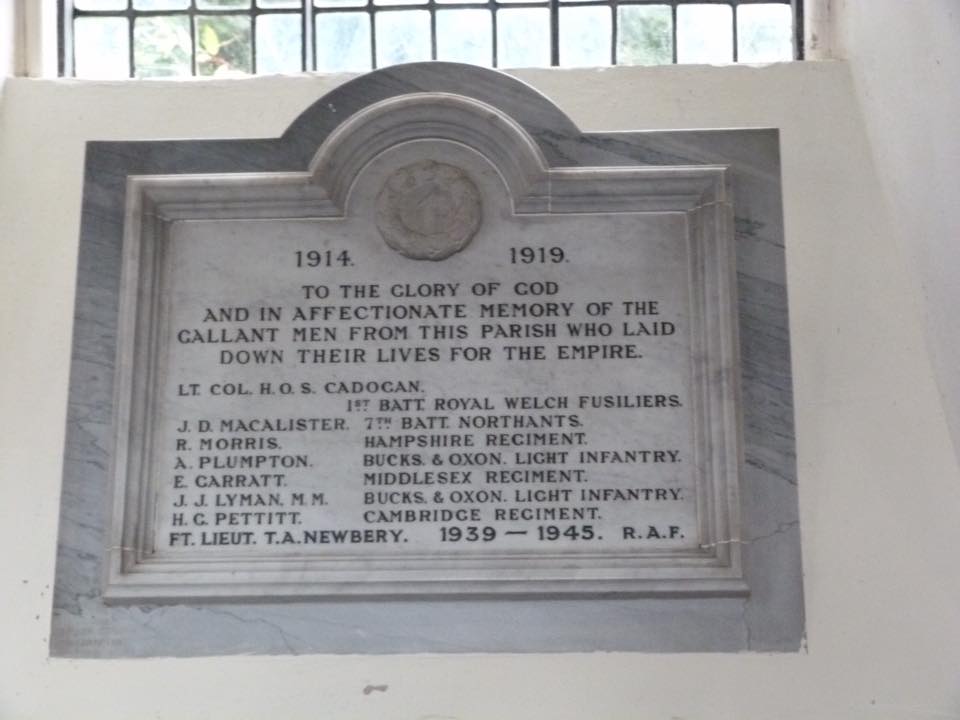 1914. 1919.
TO THE GLORY OF GOD
AND IN AFFECTIONATE MEMORY OF THE
GALLANT MEN FROM THIS PARISH WHO LAID
DOWN THEIR LIVES FOR THE EMPIRE.
LT. COL. H.O.S. CADOGAN.
1ST BATT. ROYAL WELCH FUSILIERS.
J. D. MACALISTER. 7TH BATT. NORTHANTS.
R. MORRIS. HAMPSHIRE REGIMENT.
A. PLUMPTON. BUCKS. & OXON. LIGHT INFANTRY.
E. GARRATT. MIDDLESEX REGIMENT.
J. J. LYMAN, M.M. BUCKS. & OXON. LIGHT INFANTRY.
H. G. PETTITT. CAMBRIDGE REGIMENT.
FT. LIEUT. T.A. NEWBERY. 1939 — 1945. R.A.F.